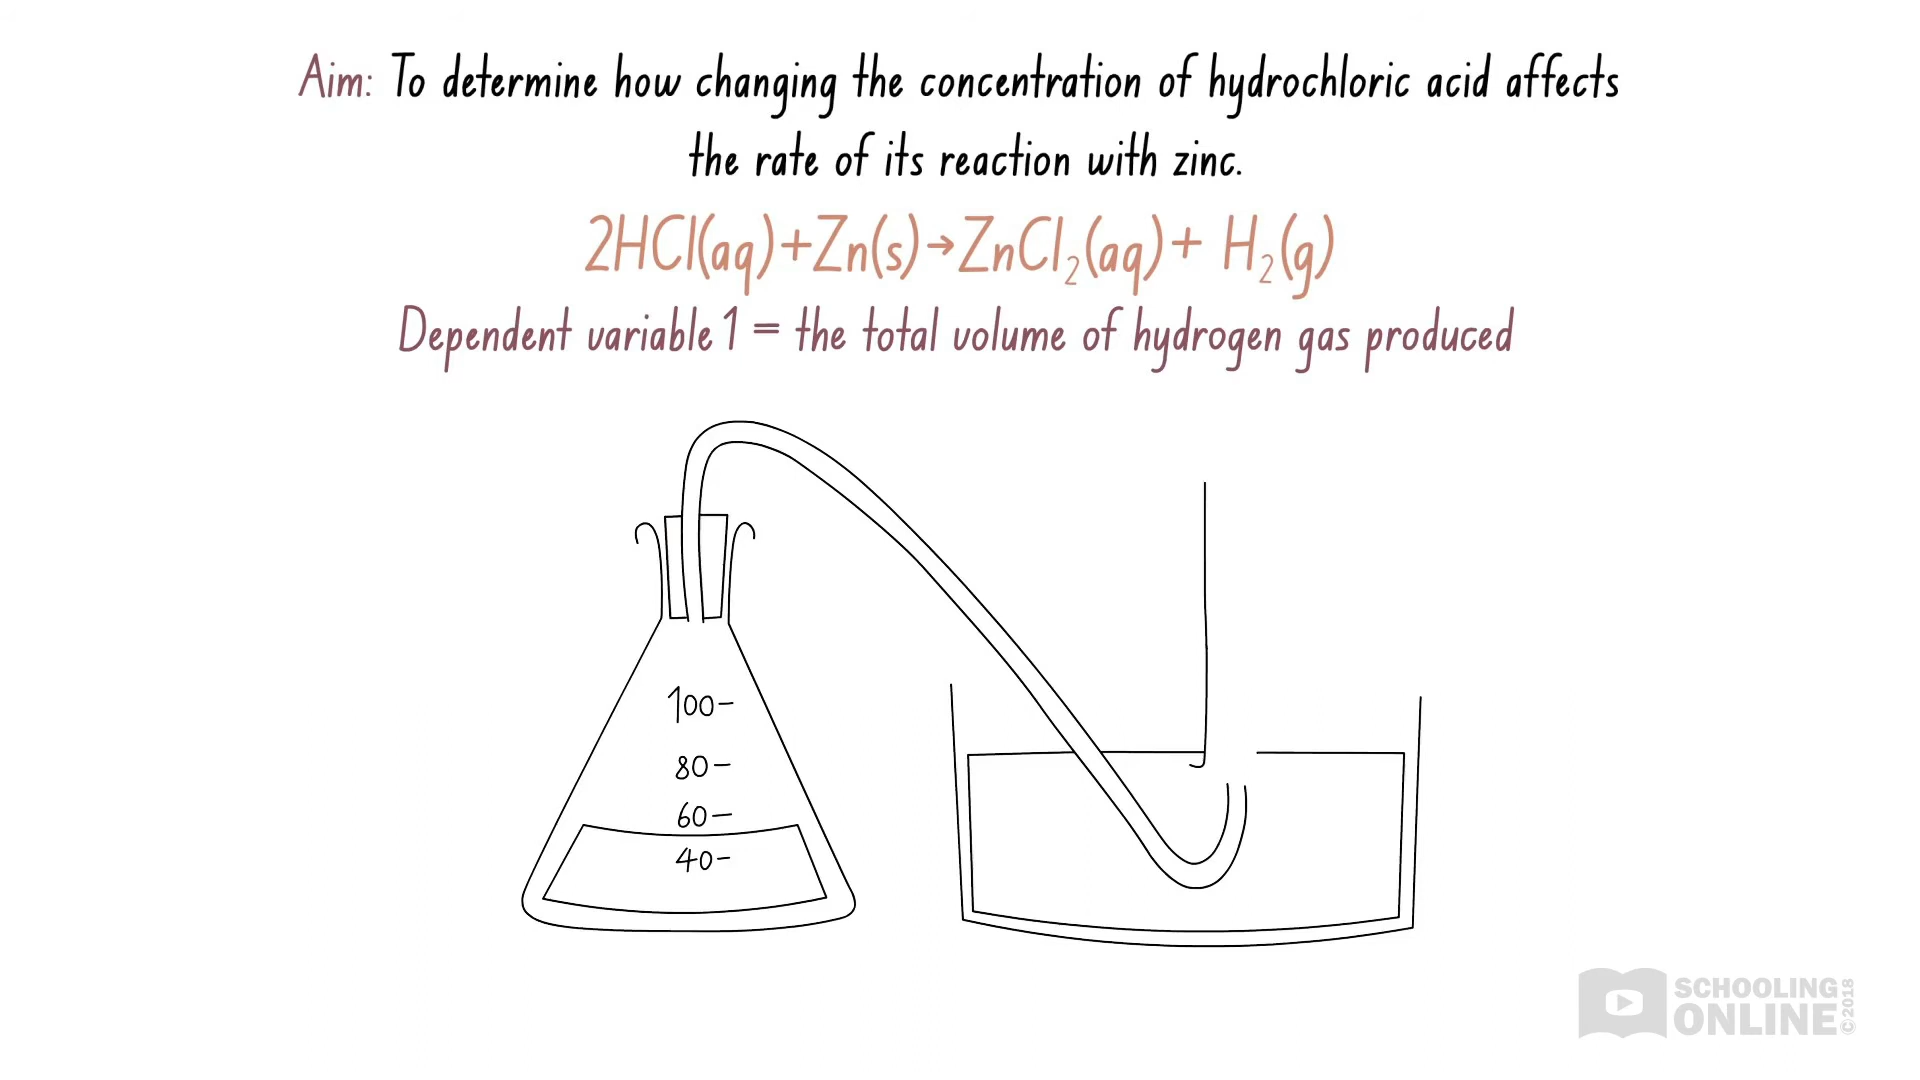 Aim: To determine how changing the concentration of hydrochloric acid affects
the rate of its reaction with zinc.
2HCl(aq)+Zn(s)→ZnCl₂(aq)+ H₂(g)
Dependent variable 1 = the total volume of hydrogen gas produced
100-
80-
60-
40-
SCHOOLING
ONLINE
©2018